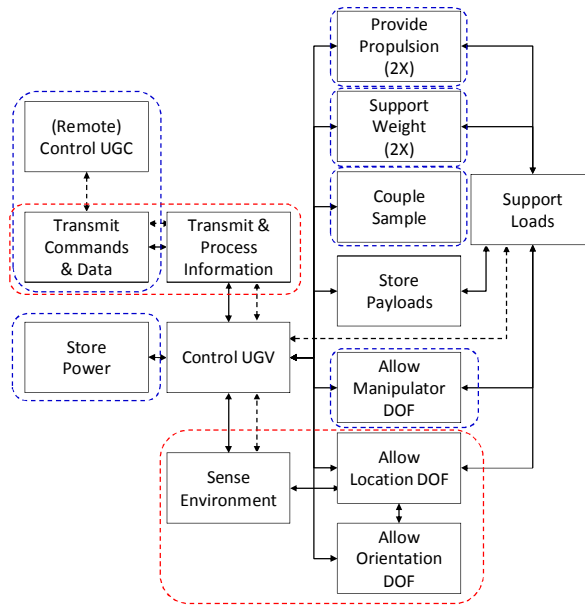 Provide
Propulsion
(2X)
(Remote)
Control UGC
Support
Weight
(2X)
Couple
Sample
Support
Loads
Transmit
Commands
& Data
Transmit &
Process
Information
Store
Payloads
Store
Power
Control UGV
Allow
Manipulator
DOF
Sense
Environment
Allow
Location DOF
Allow
Orientation
DOF